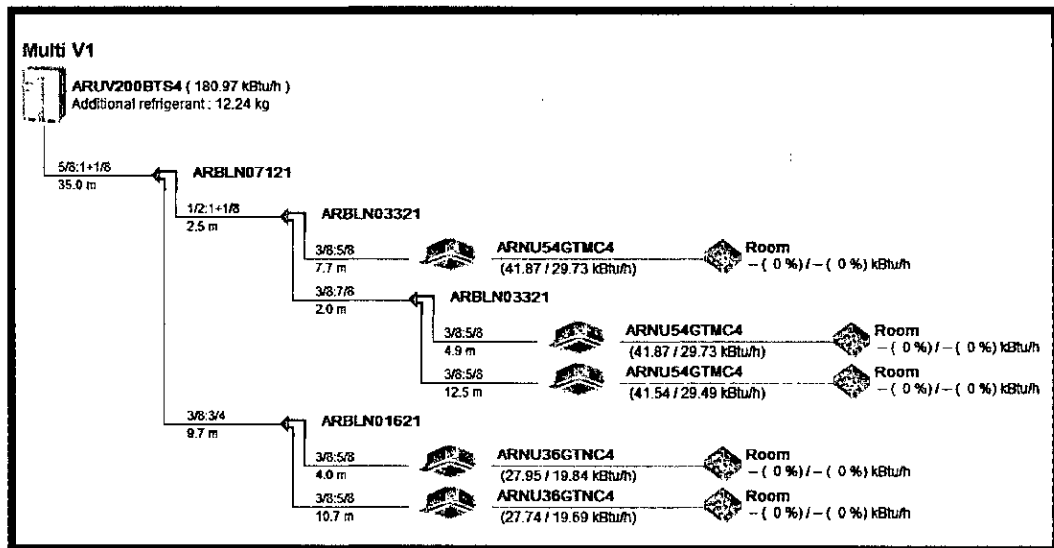 Multi V1
ARUV200BTS4 ( 180.97 kBtu/h )
Additional refrigerant : 12.24 kg
5/8:1+1/8
35.0 m
ARBLN07121
1/2:1+1/8
2.5 m
ARBLN03321
3/8:5/8
7.7 m
ARNU54GTMC4
(41.87 / 29.73 kBtu/h)
Room
– ( 0 %) / – ( 0 %) kBtu/h
3/8:7/8
2.0 m
ARBLN03321
3/8:5/8
4.9 m
ARNU54GTMC4
(41.87 / 29.73 kBtu/h)
Room
– ( 0 %) / – ( 0 %) kBtu/h
3/8:5/8
12.5 m
ARNU54GTMC4
(41.54 / 29.49 kBtu/h)
Room
– ( 0 %) / – ( 0 %) kBtu/h
3/8:3/4
9.7 m
ARBLN01621
3/8:5/8
4.0 m
ARNU36GTNC4
(27.95 / 19.84 kBtu/h)
Room
– ( 0 %) / – ( 0 %) kBtu/h
3/8:5/8
10.7 m
ARNU36GTNC4
(27.74 / 19.69 kBtu/h)
Room
– ( 0 %) / – ( 0 %) kBtu/h